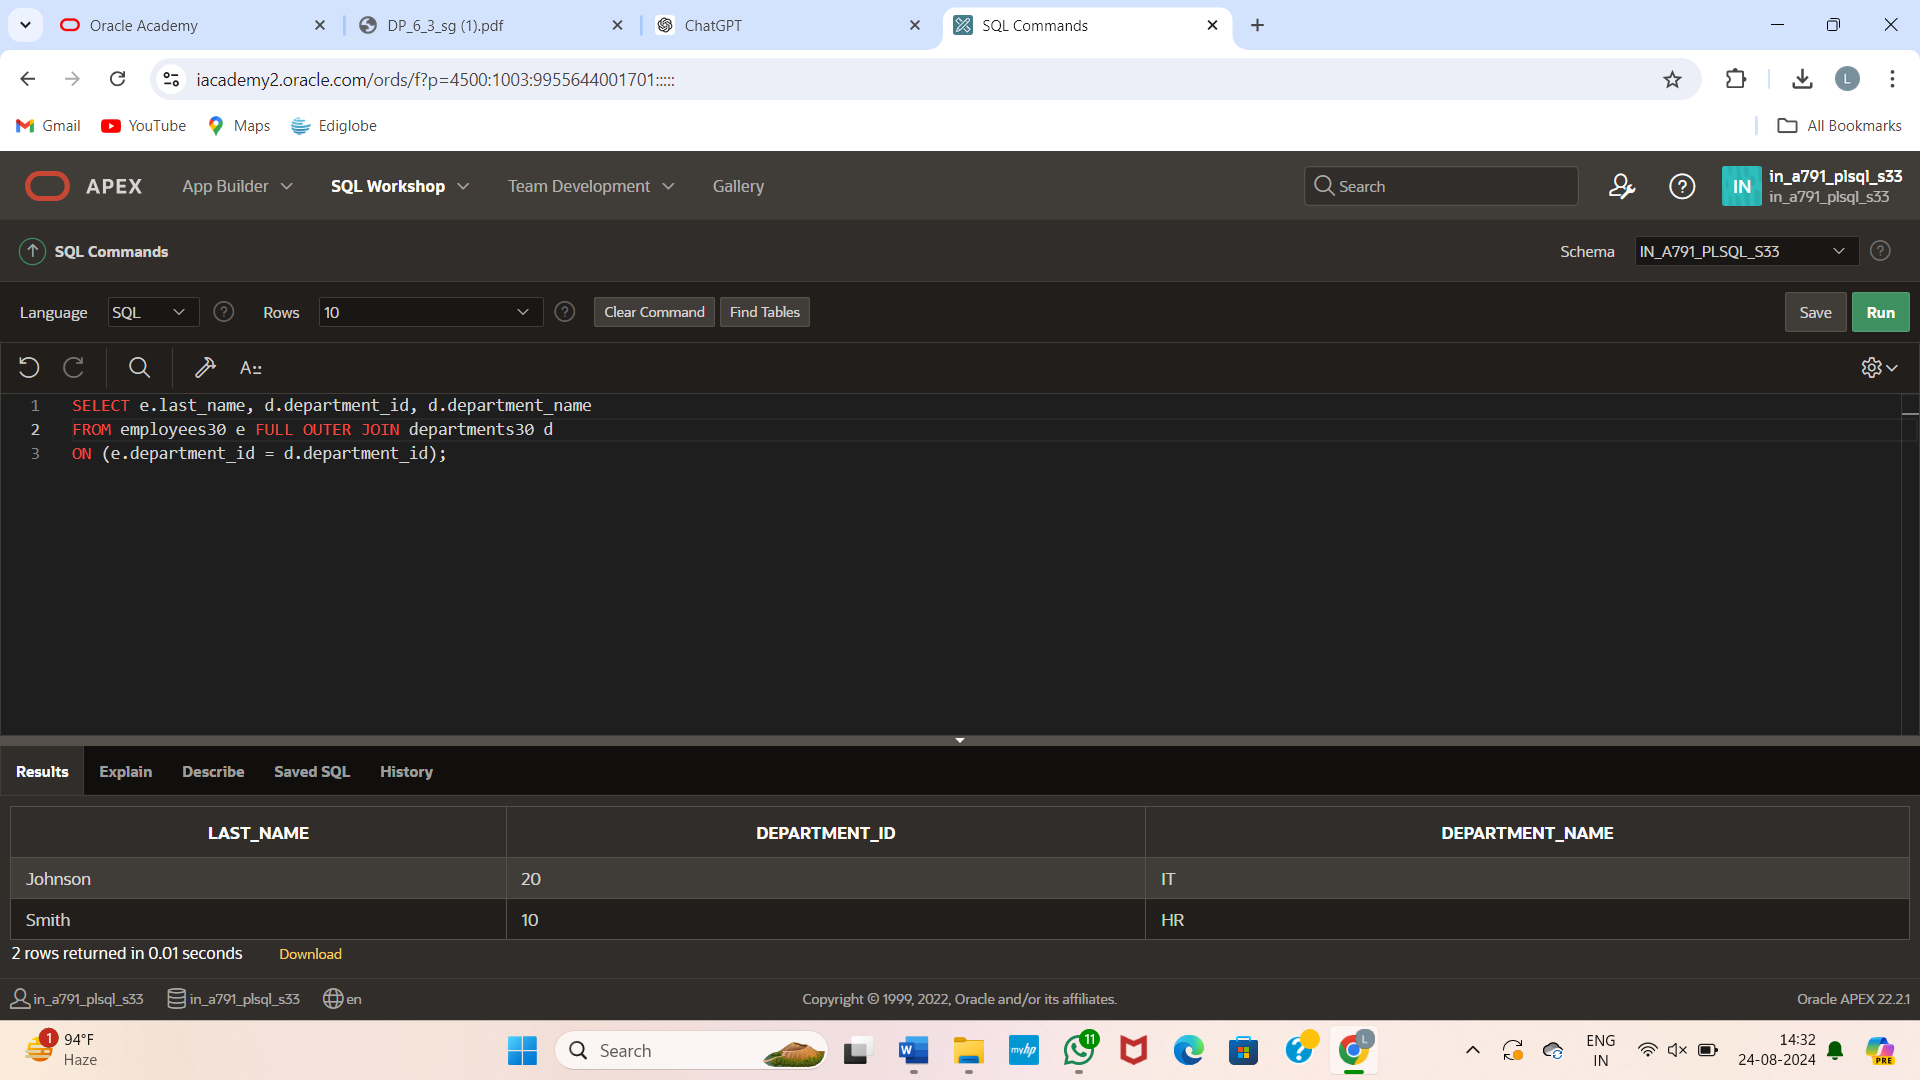 Oracle Academy
DP_6_3_sg (1).pdf
ChatGPT
SQL Commands
iacademy2.oracle.com/ords/f?p=4500:1003:9955644001701:::::
L
Gmail YouTube Maps Ediglobe All Bookmarks
APEX App Builder SQL Workshop Team Development Gallery Search
IN in_a791_plsql_s33
in_a791_plsql_s33
SQL Commands Schema IN_A791_PLSQL_S33
Language SQL Rows 10 Clear Command Find Tables Save Run
A::
1 SELECT e.last_name, d.department_id, d.department_name
2 FROM employees30 e FULL OUTER JOIN departments30 d
3 ON (e.department_id = d.department_id);
Results Explain Describe Saved SQL History
LAST_NAME DEPARTMENT_ID DEPARTMENT_NAME
Johnson 20 IT
Smith 10 HR
2 rows returned in 0.01 seconds Download
in_a791_plsql_s33 in_a791_plsql_s33 en Copyright © 1999, 2022, Oracle and/or its affiliates. Oracle APEX 22.2.1
1 94°F
Haze
Search
W
myhp
11
L
ENG
IN
14:32
24-08-2024
PRE